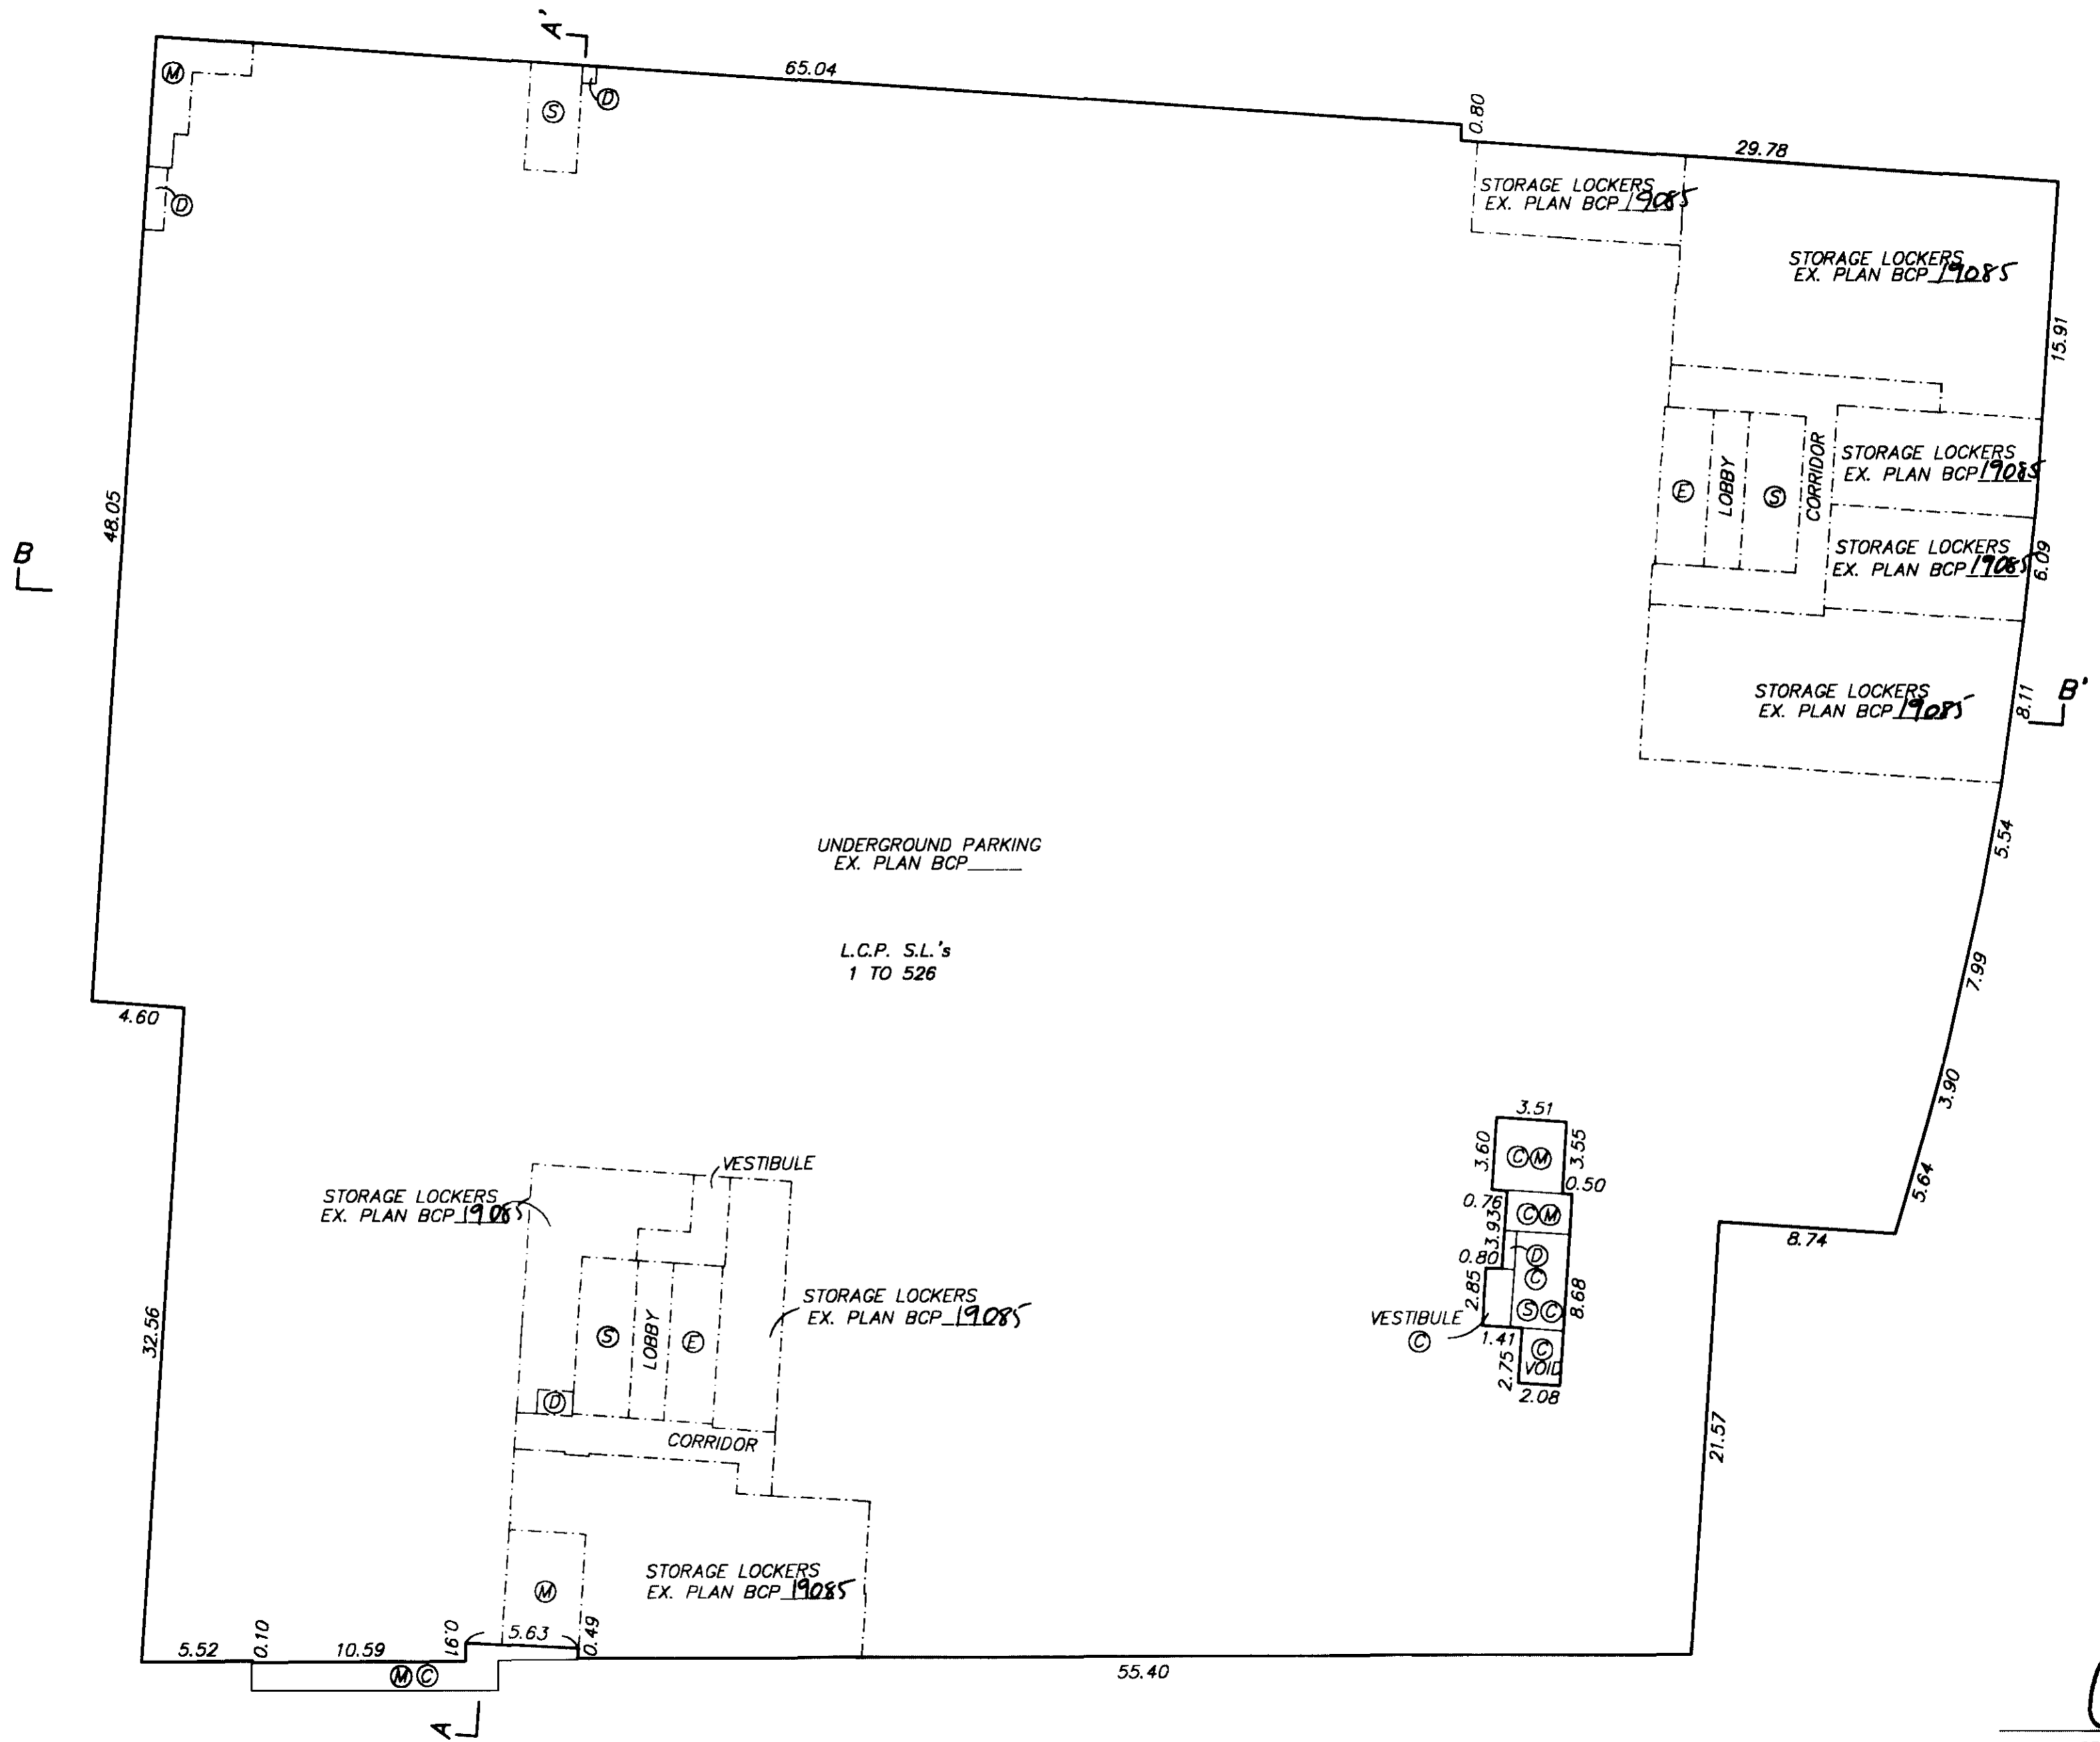 A'
65.04
M
S
D
D
0.80
29.78
STORAGE LOCKERS
EX. PLAN BCP 19085
STORAGE LOCKERS
EX. PLAN BCP 19085
15.91
48.05
B
E
LOBBY
S
CORRIDOR
STORAGE LOCKERS
EX. PLAN BCP 19085
STORAGE LOCKERS
EX. PLAN BCP 19085
6.09
STORAGE LOCKERS
EX. PLAN BCP 19085
8.11
B'
UNDERGROUND PARKING
EX. PLAN BCP_____
5.54
L.C.P. S.L.'s
1 TO 526
7.99
4.60
3.90
3.51
3.60
C M
3.55
0.50
5.64
VESTIBULE
STORAGE LOCKERS
EX. PLAN BCP 19085
0.76
C M
3.936
0.80
D
C
8.74
2.85
S C
8.68
VESTIBULE
C
1.41
C
VOID
2.75
2.08
STORAGE LOCKERS
EX. PLAN BCP 19085
32.56
S
LOBBY
E
D
CORRIDOR
21.57
STORAGE LOCKERS
EX. PLAN BCP 19085
M
5.52
0.10
10.59
0.91
5.63
0.49
M C
55.40
A